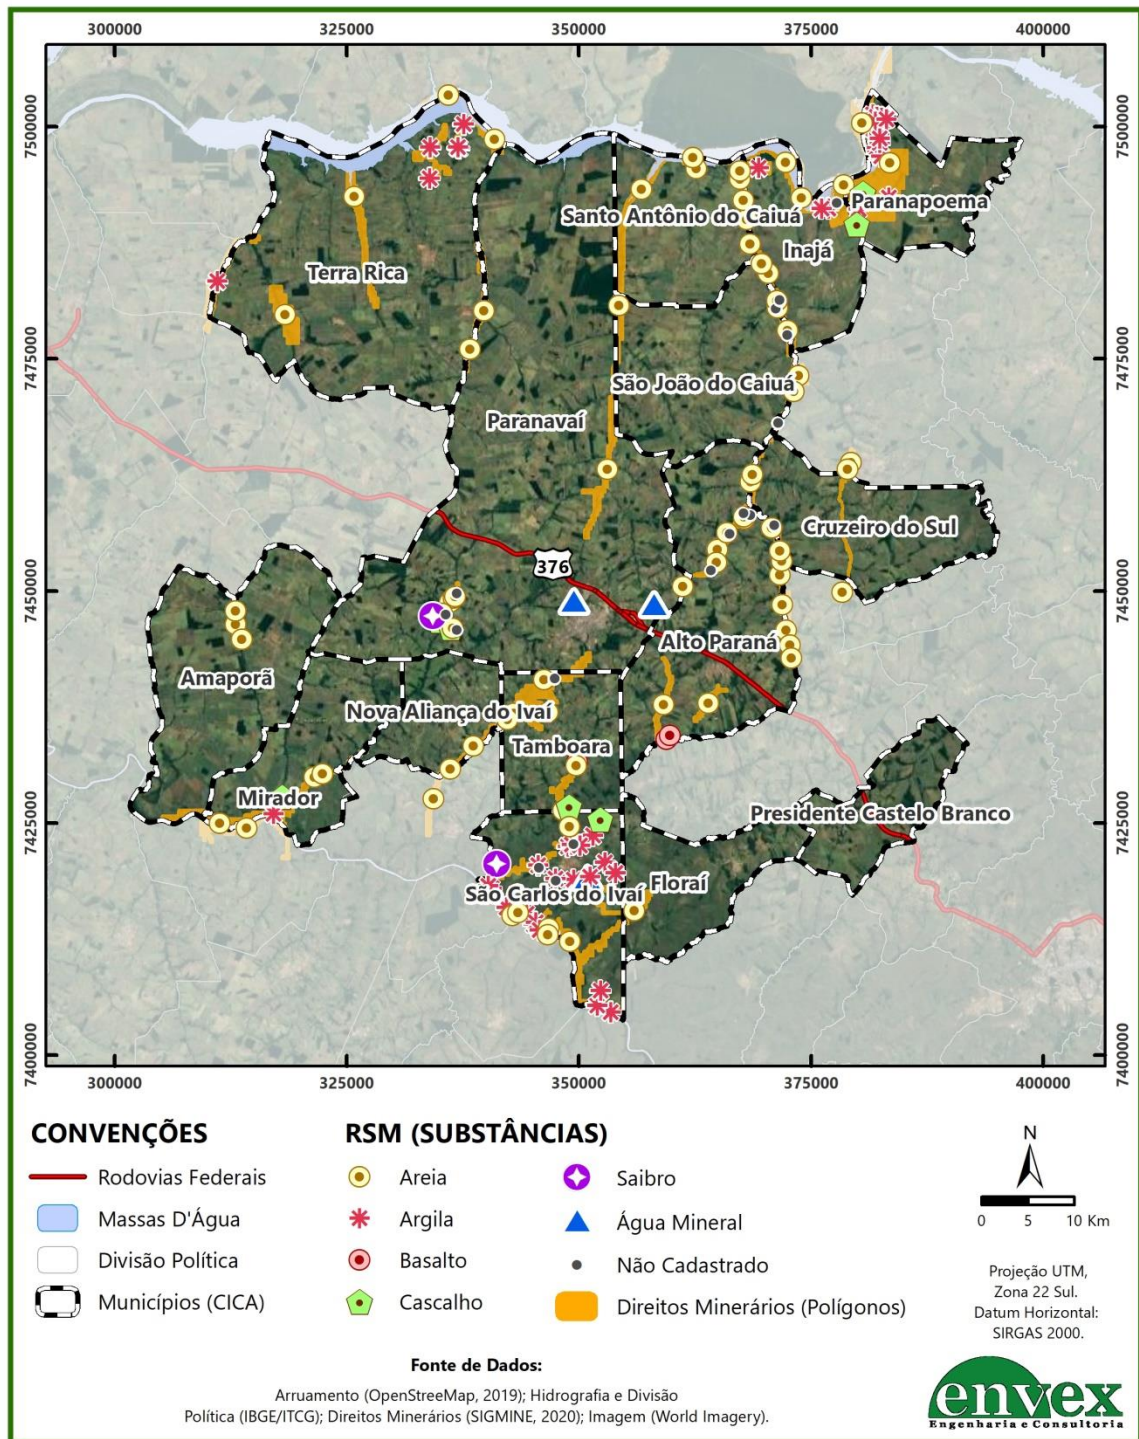 300000 325000 350000 375000 400000
7500000 7500000
Paranapoema
Santo Antônio do Caiuá
Inajá
Terra Rica
7475000 7475000
São João do Caiuá
Paranavaí
Cruzeiro do Sul
376
7450000 7450000
Alto Paraná
Amaporã
Nova Aliança do Ivaí
Tamboara
Mirador
Presidente Castelo Branco
7425000 7425000
São Carlos do Ivaí
Floraí
7400000 7400000
300000 325000 350000 375000 400000
CONVENÇÕES
Rodovias Federais
Massas D'Água
Divisão Política
Municípios (CICA)
RSM (SUBSTÂNCIAS)
Areia
Argila
Basalto
Cascalho
Saibro
Água Mineral
Não Cadastrado
Direitos Minerários (Polígonos)
N
0 5 10 Km
Projeção UTM,
Zona 22 Sul.
Datum Horizontal:
SIRGAS 2000.
Fonte de Dados:
Arruamento (OpenStreeMap, 2019); Hidrografia e Divisão
Política (IBGE/ITCG); Direitos Minerários (SIGMINE, 2020); Imagem (World Imagery).
envex
Engenharia e Consultoria